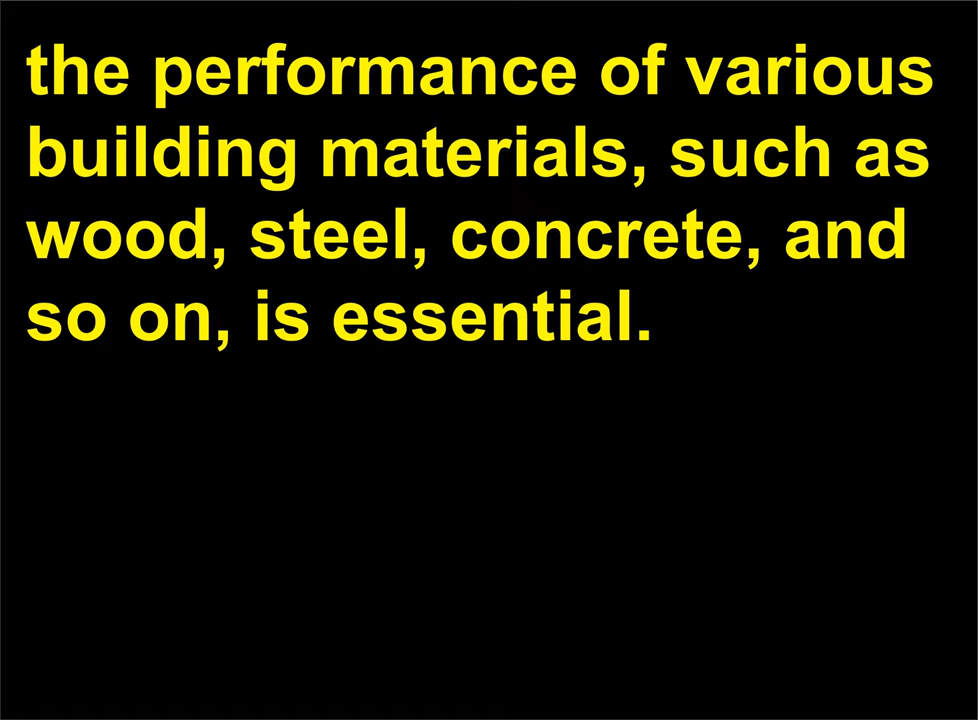 the performance of various
building materials, such as
wood, steel, concrete, and
so on, is essential.